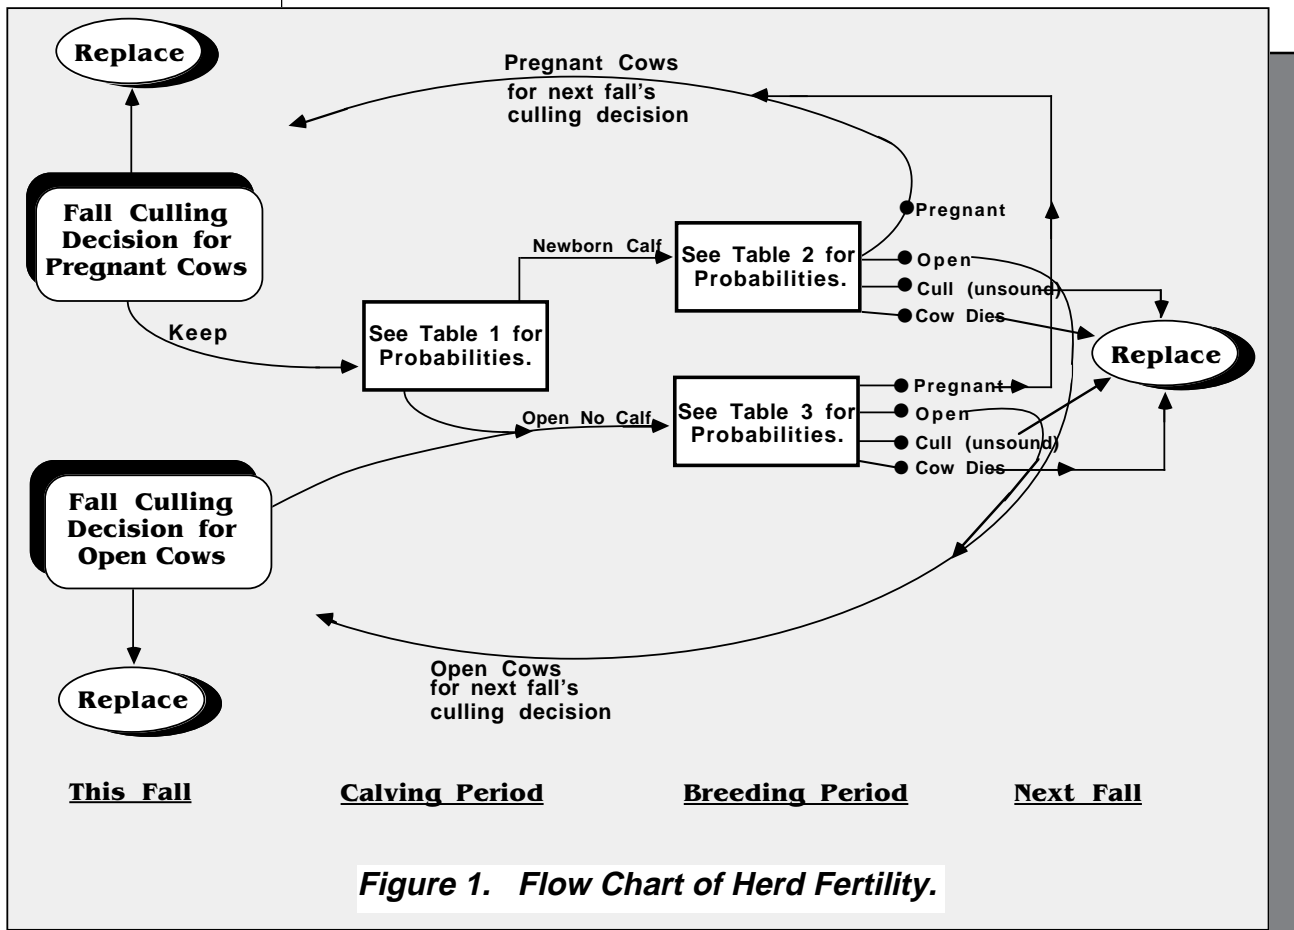 Replace
Pregnant Cows
for next fall's
culling decision
Fall Culling
Decision for
Pregnant Cows
Keep
See Table 1 for
Probabilities.
Newborn Calf
See Table 2 for
Probabilities.
Pregnant
Open
Cull (unsound)
Cow Dies
Replace
Open No Calf
See Table 3 for
Probabilities.
Pregnant
Open
Cull (unsound)
Cow Dies
Fall Culling
Decision for
Open Cows
Replace
Open Cows
for next fall's
culling decision
This Fall
Calving Period
Breeding Period
Next Fall
Figure 1. Flow Chart of Herd Fertility.